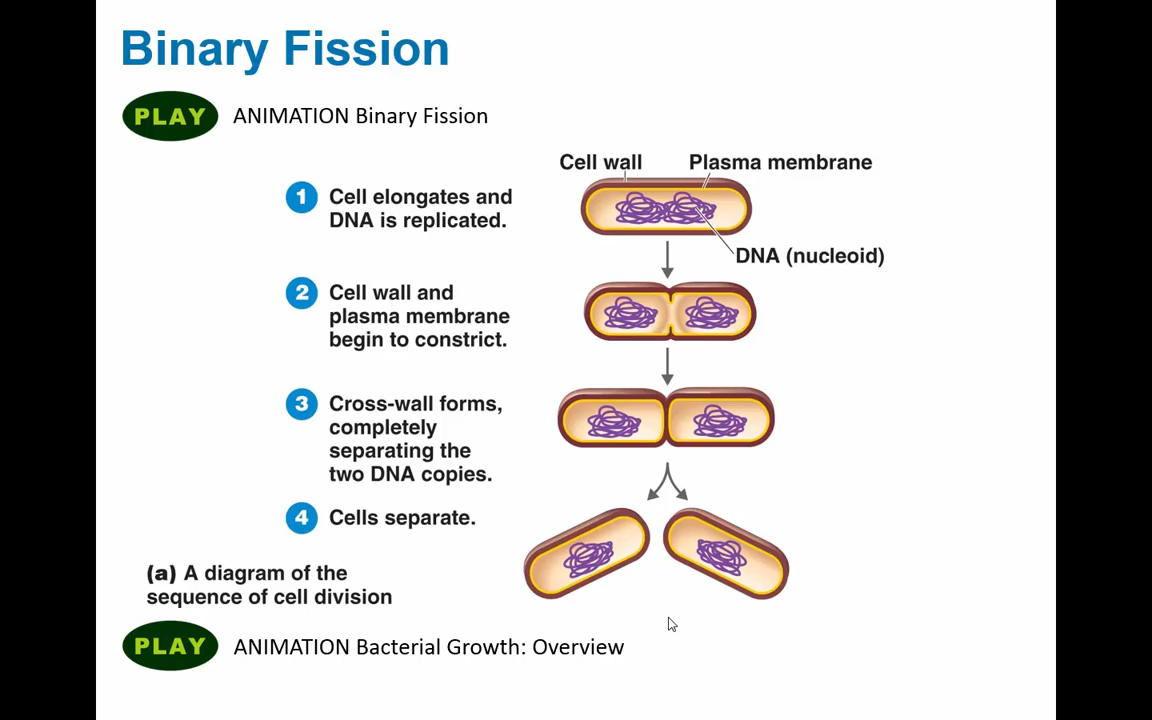 Binary Fission
PLAY ANIMATION Binary Fission
Cell wall Plasma membrane
1 Cell elongates and
DNA is replicated.
DNA (nucleoid)
2 Cell wall and
plasma membrane
begin to constrict.
3 Cross-wall forms,
completely
separating the
two DNA copies.
4 Cells separate.
(a) A diagram of the
sequence of cell division
PLAY ANIMATION Bacterial Growth: Overview